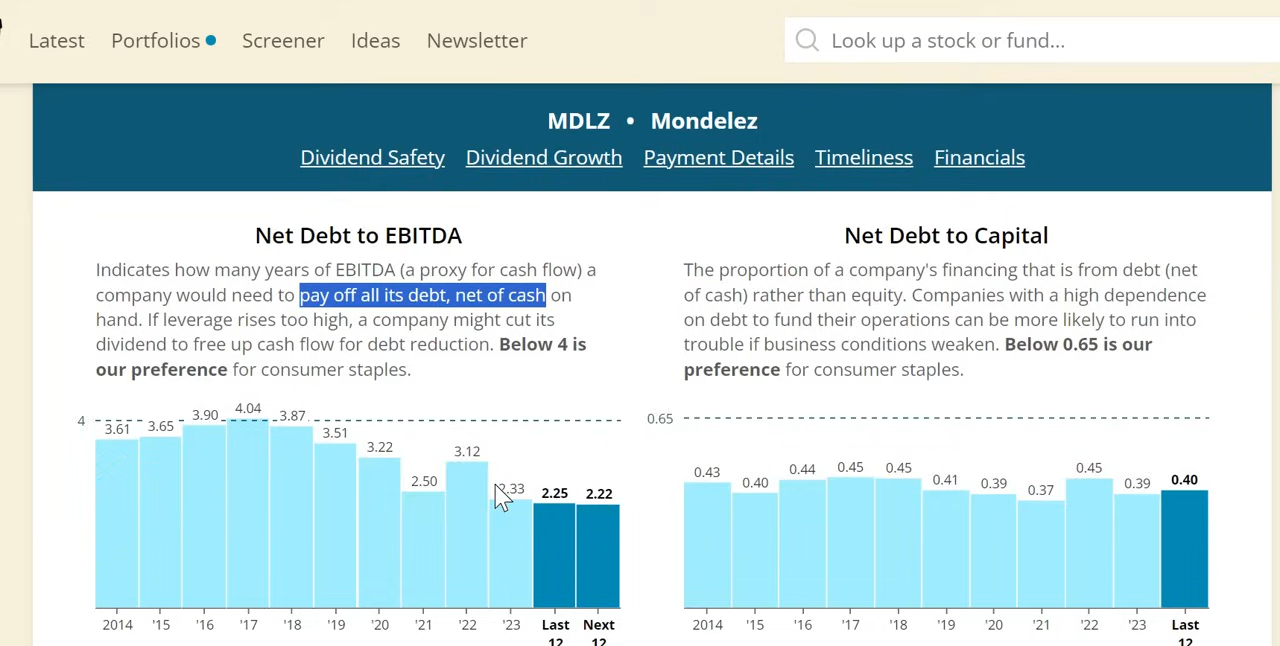 Latest Portfolios Screener Ideas Newsletter Look up a stock or fund...
MDLZ • Mondelez
Dividend Safety Dividend Growth Payment Details Timeliness Financials
Net Debt to EBITDA
Indicates how many years of EBITDA (a proxy for cash flow) a
company would need to pay off all its debt, net of cash on
hand. If leverage rises too high, a company might cut its
dividend to free up cash flow for debt reduction. Below 4 is
our preference for consumer staples.
4
3.61 3.65 3.90 4.04 3.87 3.51 3.22 2.50 3.12 2.33 2.25 2.22
2014 '15 '16 '17 '18 '19 '20 '21 '22 '23 Last Next
12 12
Net Debt to Capital
The proportion of a company's financing that is from debt (net
of cash) rather than equity. Companies with a high dependence
on debt to fund their operations can be more likely to run into
trouble if business conditions weaken. Below 0.65 is our
preference for consumer staples.
0.65
0.43 0.40 0.44 0.45 0.45 0.41 0.39 0.37 0.45 0.39 0.40
2014 '15 '16 '17 '18 '19 '20 '21 '22 '23 Last
12